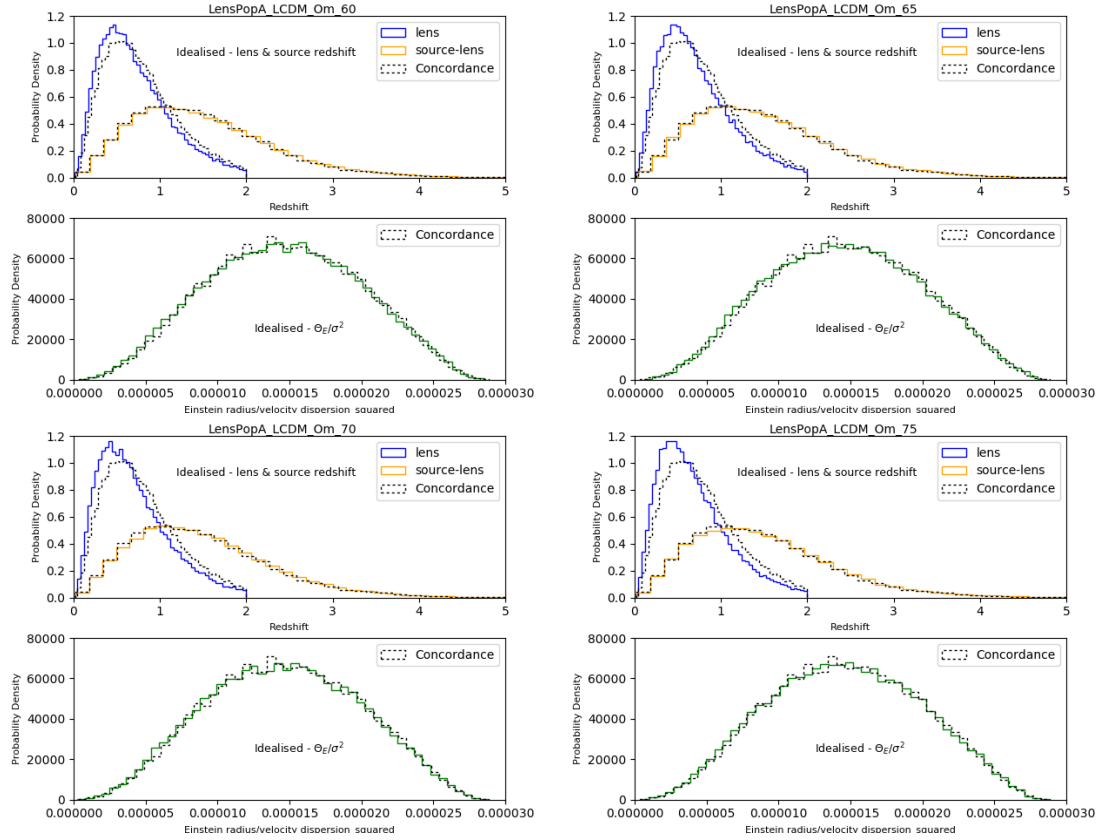 LensPopA_LCDM_Om_60
1.2
1.0
0.8
0.6
0.4
0.2
0.0
Probability Density
Idealised - lens & source redshift
lens
source-lens
Concordance
0 1 2 3 4 5
Redshift
80000
60000
40000
20000
0
Probability Density
Concordance
Idealised - ΘE/σ²
0.000000 0.000005 0.000010 0.000015 0.000020 0.000025 0.000030
Einstein radius/velocity dispersion squared
LensPopA_LCDM_Om_65
1.2
1.0
0.8
0.6
0.4
0.2
0.0
Probability Density
Idealised - lens & source redshift
lens
source-lens
Concordance
0 1 2 3 4 5
Redshift
80000
60000
40000
20000
0
Probability Density
Concordance
Idealised - ΘE/σ²
0.000000 0.000005 0.000010 0.000015 0.000020 0.000025 0.000030
Einstein radius/velocity dispersion squared
LensPopA_LCDM_Om_70
1.2
1.0
0.8
0.6
0.4
0.2
0.0
Probability Density
Idealised - lens & source redshift
lens
source-lens
Concordance
0 1 2 3 4 5
Redshift
80000
60000
40000
20000
0
Probability Density
Concordance
Idealised - ΘE/σ²
0.000000 0.000005 0.000010 0.000015 0.000020 0.000025 0.000030
Einstein radius/velocity dispersion squared
LensPopA_LCDM_Om_75
1.2
1.0
0.8
0.6
0.4
0.2
0.0
Probability Density
Idealised - lens & source redshift
lens
source-lens
Concordance
0 1 2 3 4 5
Redshift
80000
60000
40000
20000
0
Probability Density
Concordance
Idealised - ΘE/σ²
0.000000 0.000005 0.000010 0.000015 0.000020 0.000025 0.000030
Einstein radius/velocity dispersion squared